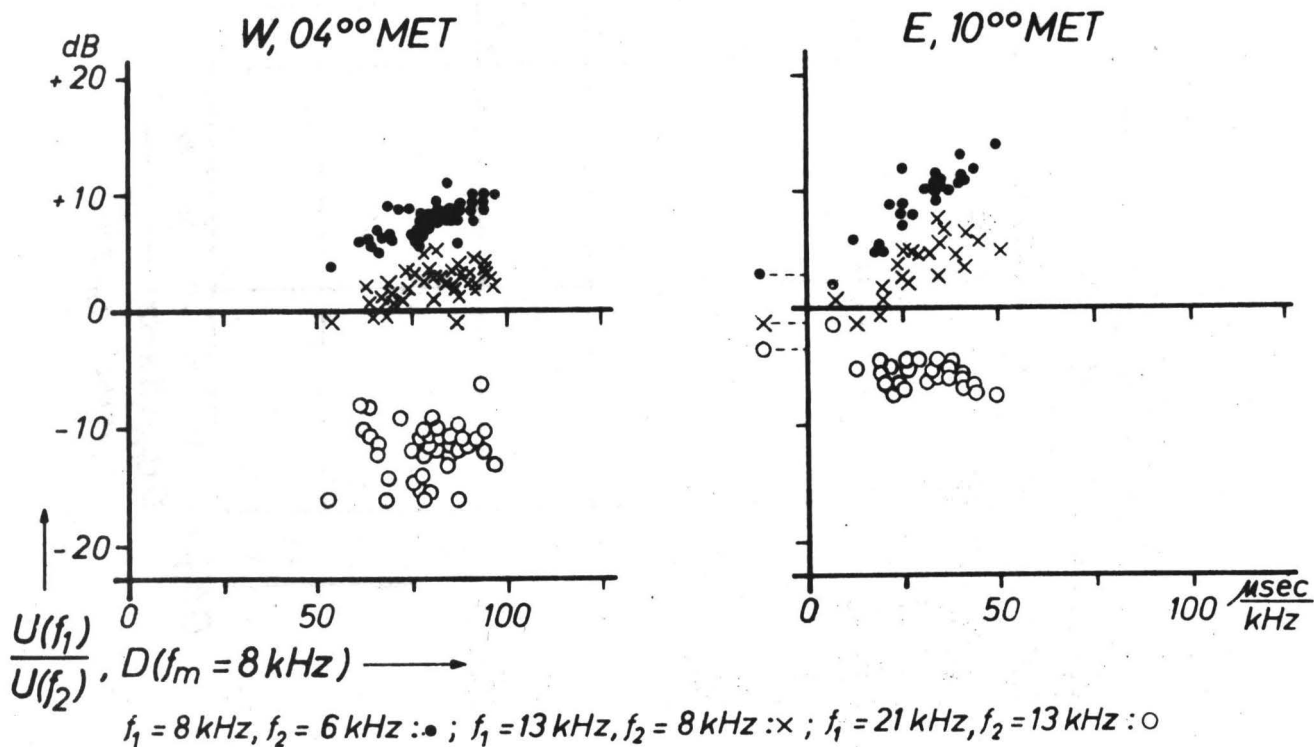 W, 04⁰⁰ MET
E, 10⁰⁰ MET
dB
+20
+10
0
-10
-20
0 50 100
0 50 100 μsec/kHz
U(f₁)/U(f₂), D(fₘ = 8 kHz)
f₁ = 8 kHz, f₂ = 6 kHz :• ; f₁ = 13 kHz, f₂ = 8 kHz :× ; f₁ = 21 kHz, f₂ = 13 kHz : ○